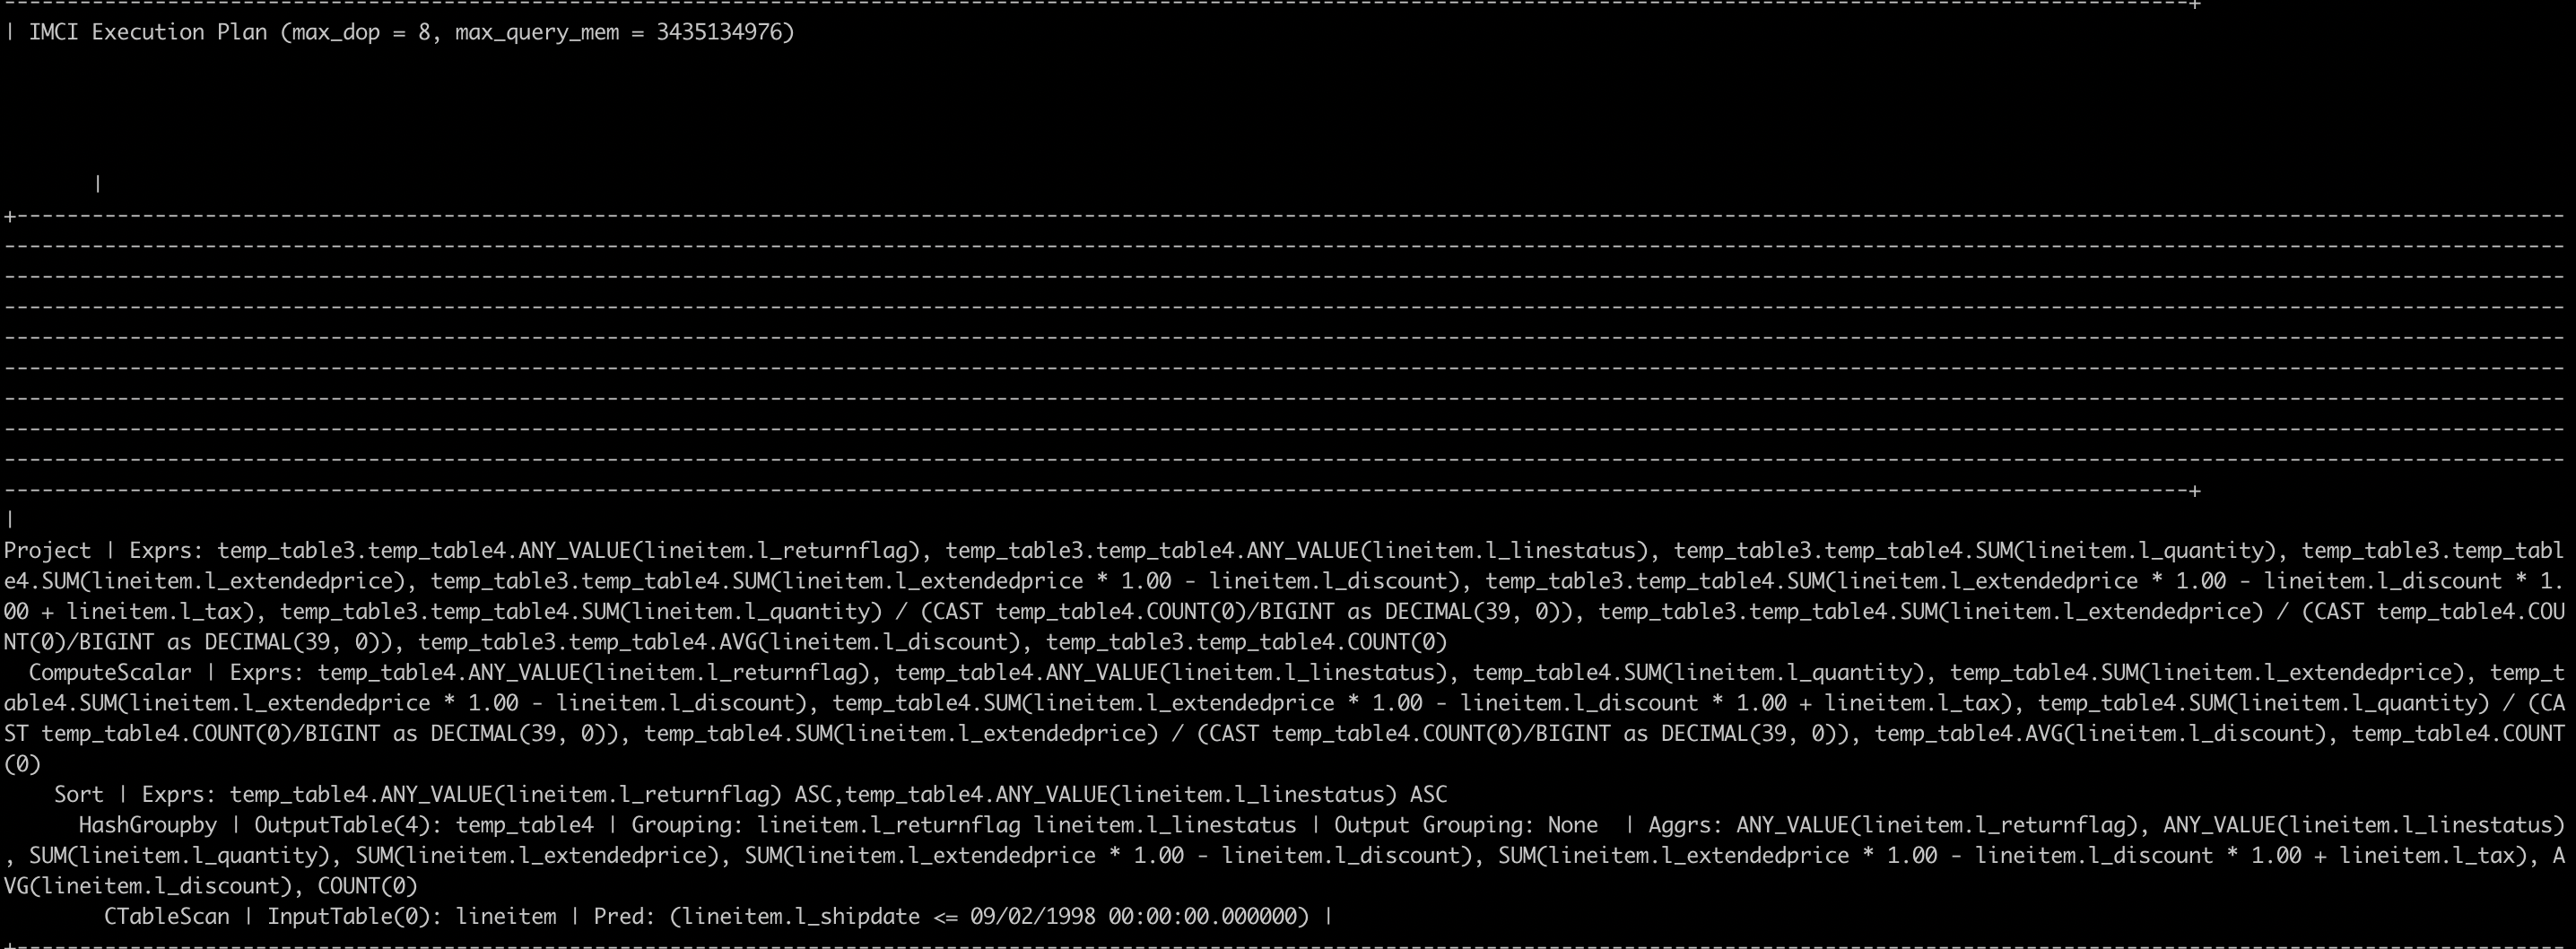 | IMCI Execution Plan (max_dop = 8, max_query_mem = 3435134976)
|
|
Project | Exprs: temp_table3.temp_table4.ANY_VALUE(lineitem.l_returnflag), temp_table3.temp_table4.ANY_VALUE(lineitem.l_linestatus), temp_table3.temp_table4.SUM(lineitem.l_quantity), temp_table3.temp_tabl
e4.SUM(lineitem.l_extendedprice), temp_table3.temp_table4.SUM(lineitem.l_extendedprice * 1.00 - lineitem.l_discount), temp_table3.temp_table4.SUM(lineitem.l_extendedprice * 1.00 - lineitem.l_discount * 1.
00 + lineitem.l_tax), temp_table3.temp_table4.SUM(lineitem.l_quantity) / (CAST temp_table4.COUNT(0)/BIGINT as DECIMAL(39, 0)), temp_table3.temp_table4.SUM(lineitem.l_extendedprice) / (CAST temp_table4.COU
NT(0)/BIGINT as DECIMAL(39, 0)), temp_table3.temp_table4.AVG(lineitem.l_discount), temp_table3.temp_table4.COUNT(0)
ComputeScalar | Exprs: temp_table4.ANY_VALUE(lineitem.l_returnflag), temp_table4.ANY_VALUE(lineitem.l_linestatus), temp_table4.SUM(lineitem.l_quantity), temp_table4.SUM(lineitem.l_extendedprice), temp_t
able4.SUM(lineitem.l_extendedprice * 1.00 - lineitem.l_discount), temp_table4.SUM(lineitem.l_extendedprice * 1.00 - lineitem.l_discount * 1.00 + lineitem.l_tax), temp_table4.SUM(lineitem.l_quantity) / (CA
ST temp_table4.COUNT(0)/BIGINT as DECIMAL(39, 0)), temp_table4.SUM(lineitem.l_extendedprice) / (CAST temp_table4.COUNT(0)/BIGINT as DECIMAL(39, 0)), temp_table4.AVG(lineitem.l_discount), temp_table4.COUNT
(0)
Sort | Exprs: temp_table4.ANY_VALUE(lineitem.l_returnflag) ASC,temp_table4.ANY_VALUE(lineitem.l_linestatus) ASC
HashGroupby | OutputTable(4): temp_table4 | Grouping: lineitem.l_returnflag lineitem.l_linestatus | Output Grouping: None  | Aggrs: ANY_VALUE(lineitem.l_returnflag), ANY_VALUE(lineitem.l_linestatus)
, SUM(lineitem.l_quantity), SUM(lineitem.l_extendedprice), SUM(lineitem.l_extendedprice * 1.00 - lineitem.l_discount), SUM(lineitem.l_extendedprice * 1.00 - lineitem.l_discount * 1.00 + lineitem.l_tax), A
VG(lineitem.l_discount), COUNT(0)
CTableScan | InputTable(0): lineitem | Pred: (lineitem.l_shipdate <= 09/02/1998 00:00:00.000000) |